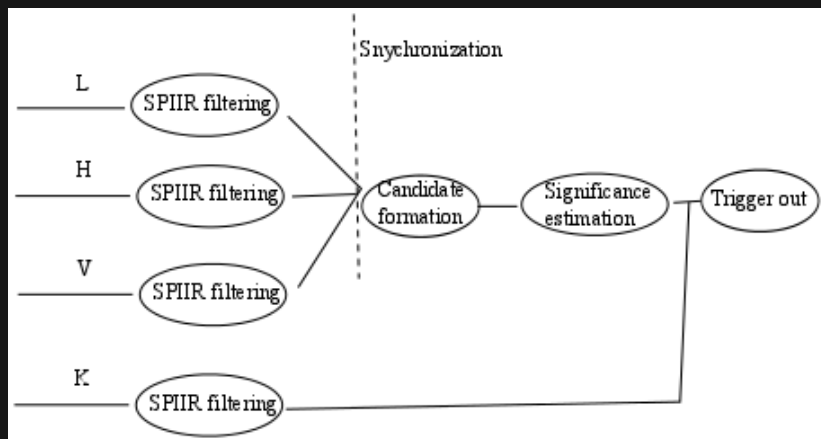 Snychronization
L
SPIIR filtering
H
SPIIR filtering
Candidate
formation
Significance
estimation
Trigger out
V
SPIIR filtering
K
SPIIR filtering